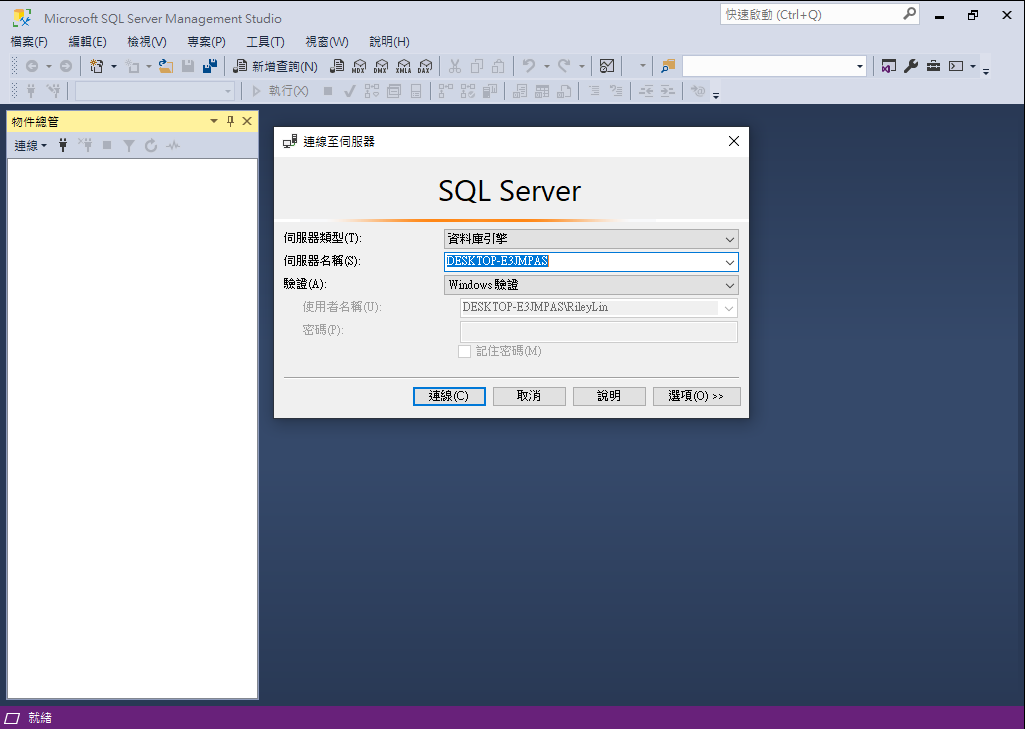 Microsoft SQL Server Management Studio
快速啟動 (Ctrl+Q)
檔案(F) 編輯(E) 檢視(V) 專案(P) 工具(T) 視窗(W) 說明(H)
新增查詢(N) MDX DMX XMLA DAX
執行(X)
物件總管
連線
連線至伺服器
SQL Server
伺服器類型(T): 資料庫引擎
伺服器名稱(S): DESKTOP-E3JMPAS
驗證(A): Windows 驗證
使用者名稱(U): DESKTOP-E3JMPAS\RileyLin
密碼(P):
記住密碼(M)
連線(C) 取消 說明 選項(O) >>
就緒